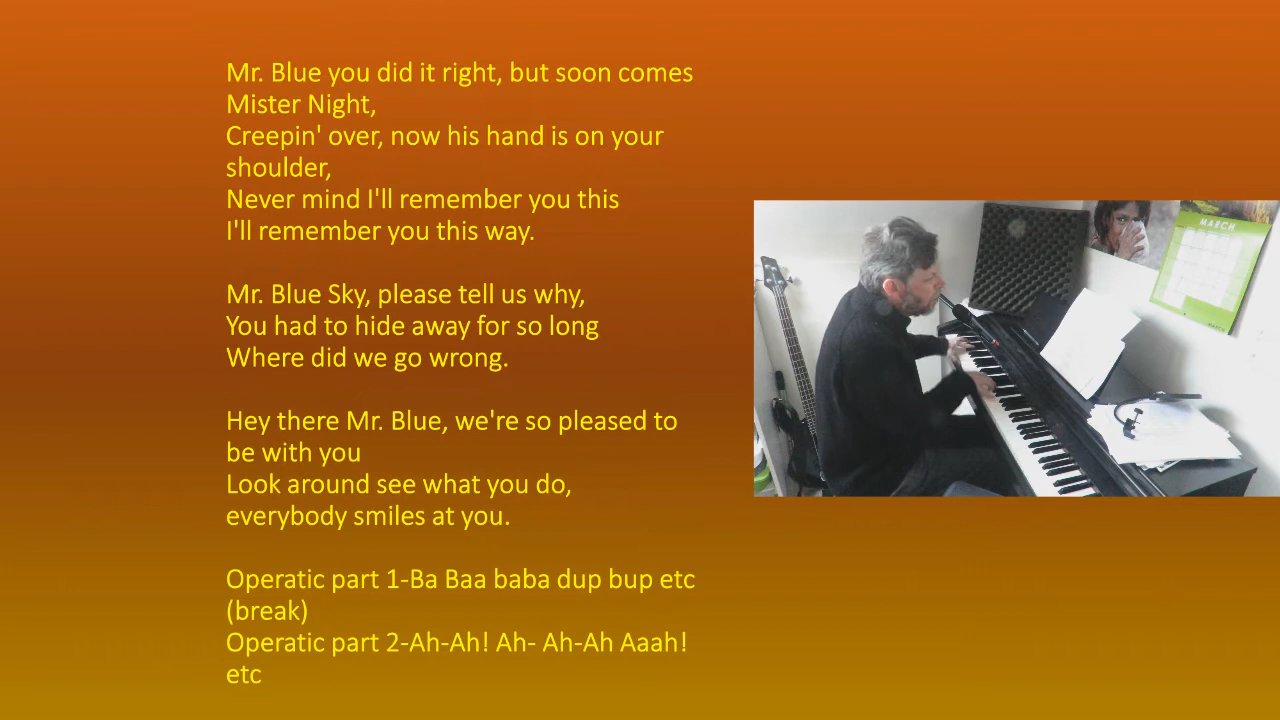 Mr. Blue you did it right, but soon comes
Mister Night,
Creepin' over, now his hand is on your
shoulder,
Never mind I'll remember you this
I'll remember you this way.
Mr. Blue Sky, please tell us why,
You had to hide away for so long
Where did we go wrong.
Hey there Mr. Blue, we're so pleased to
be with you
Look around see what you do,
everybody smiles at you.
Operatic part 1-Ba Baa baba dup bup etc
(break)
Operatic part 2-Ah-Ah! Ah- Ah-Ah Aaah!
etc
MARCH
MARCH